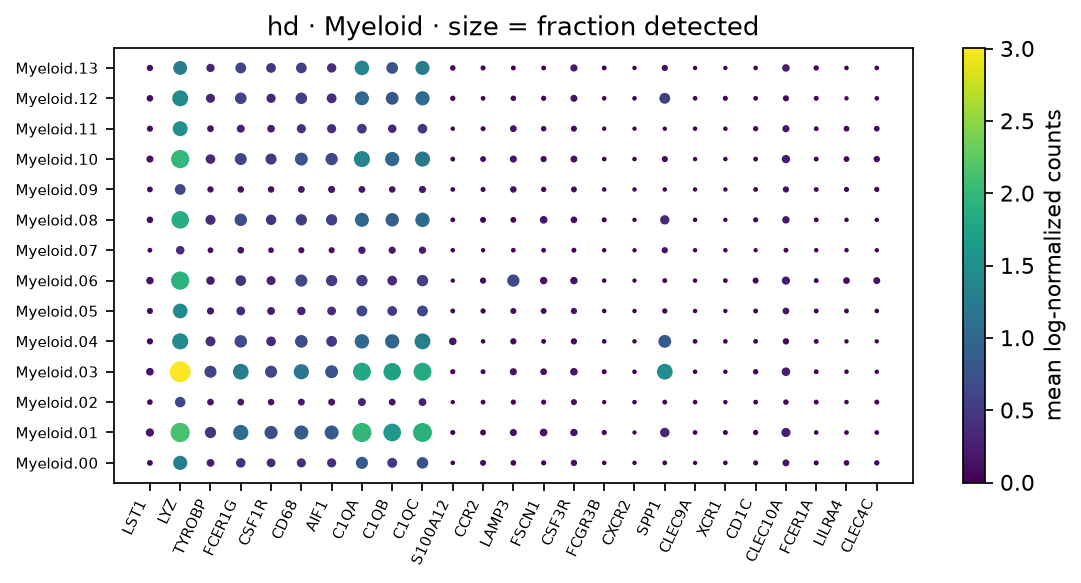 hd · Myeloid · size = fraction detected
Myeloid.13
Myeloid.12
Myeloid.11
Myeloid.10
Myeloid.09
Myeloid.08
Myeloid.07
Myeloid.06
Myeloid.05
Myeloid.04
Myeloid.03
Myeloid.02
Myeloid.01
Myeloid.00
LST1
LYZ
TYROBP
FCER1G
CSF1R
CD68
AIF1
C1QA
C1QB
C1QC
S100A12
CCR2
LAMP3
FSCN1
CSF3R
FCGR3B
CXCR2
SPP1
CLEC9A
XCR1
CD1C
CLEC10A
FCER1A
LILRA4
CLEC4C
3.0
2.5
2.0
1.5
1.0
0.5
0.0
mean log-normalized counts